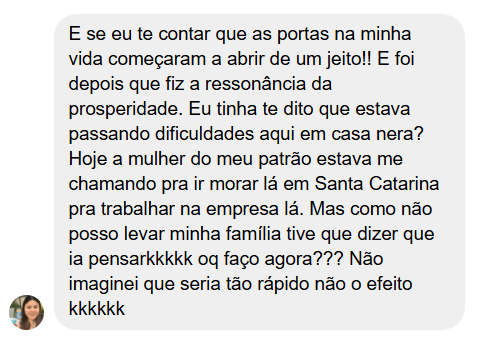 E se eu te contar que as portas na minha
vida começaram a abrir de um jeito!! E foi
depois que fiz a ressonância da
prosperidade. Eu tinha te dito que estava
passando dificuldades aqui em casa nera?
Hoje a mulher do meu patrão estava me
chamando pra ir morar lá em Santa Catarina
pra trabalhar na empresa lá. Mas como não
posso levar minha família tive que dizer que
ia pensarkkkkk oq faço agora??? Não
imaginei que seria tão rápido não o efeito
kkkkkk